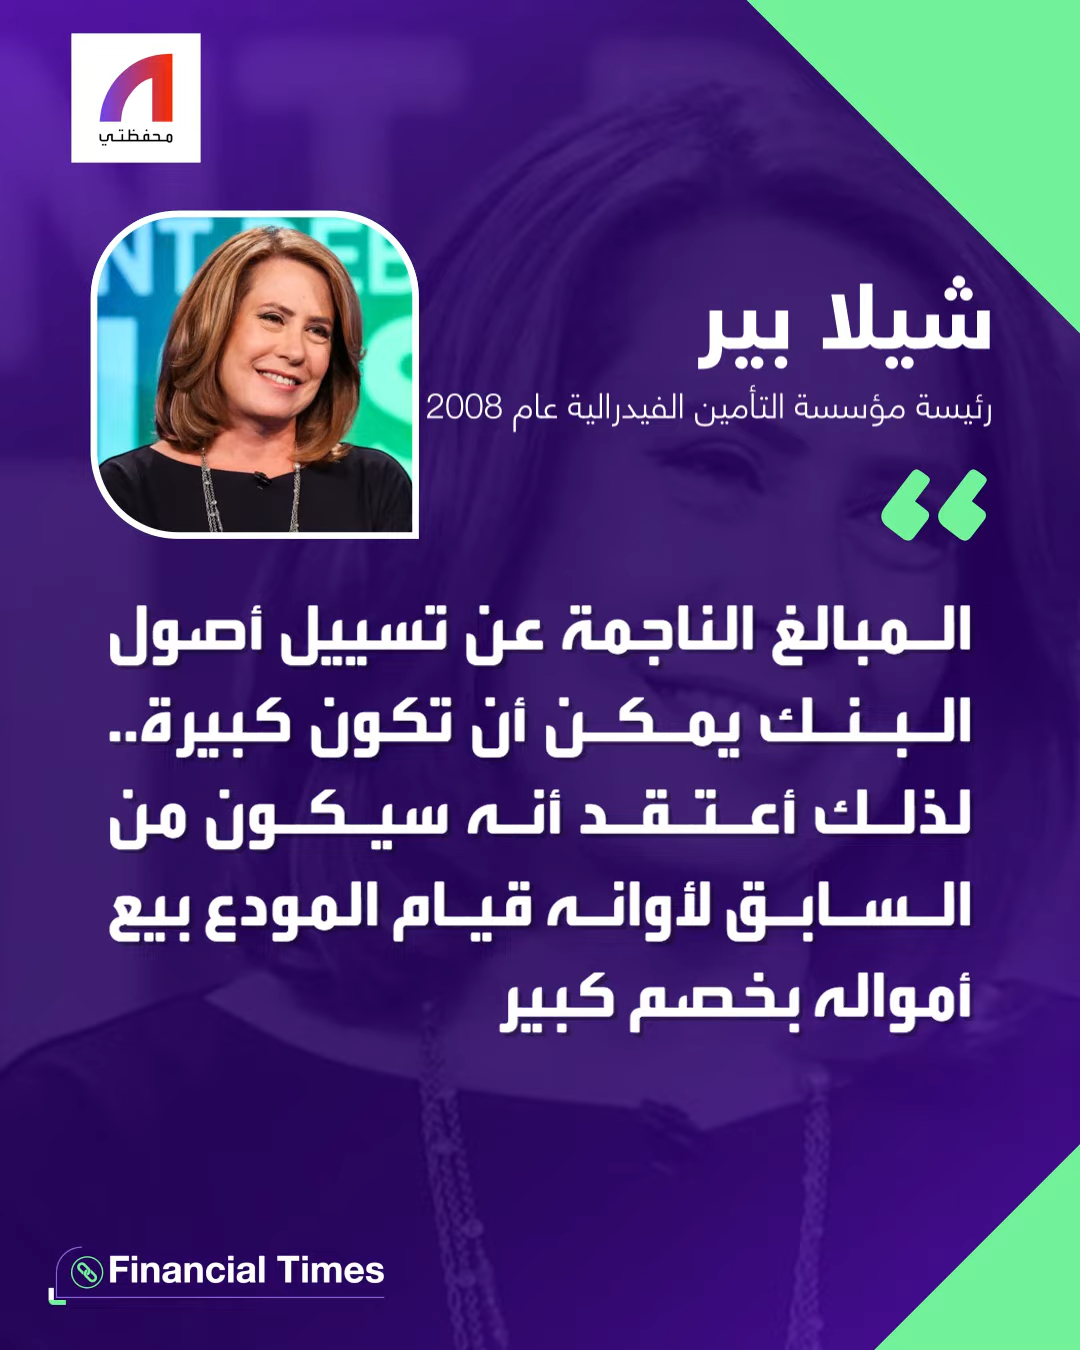 محفظتي
شيلا بير
رئيسة مؤسسة التأمين الفيدرالية عام 2008
المبالغ الناجمة عن تسييل أصول
البنك يمكن أن تكون كبيرة..
لذلك أعتقد أنه سيكون من
السابق لأوانه قيام المودع بيع
أمواله بخصم كبير
Financial Times